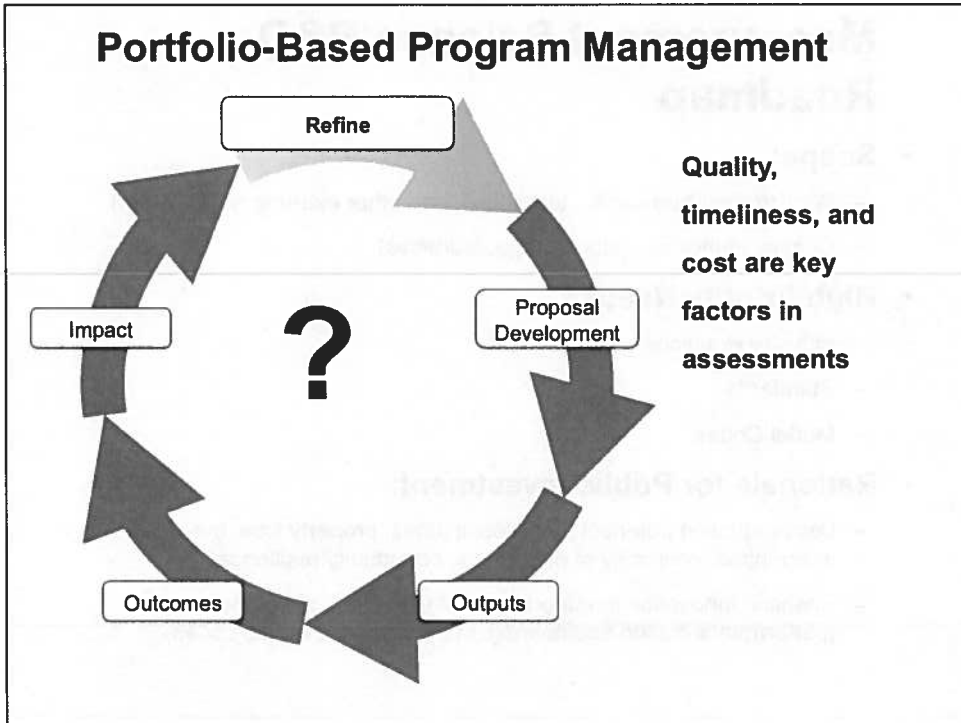 Portfolio-Based Program Management
Refine
Quality,
timeliness, and
cost are key
factors in
assessments
Proposal
Development
Impact
?
Outcomes
Outputs